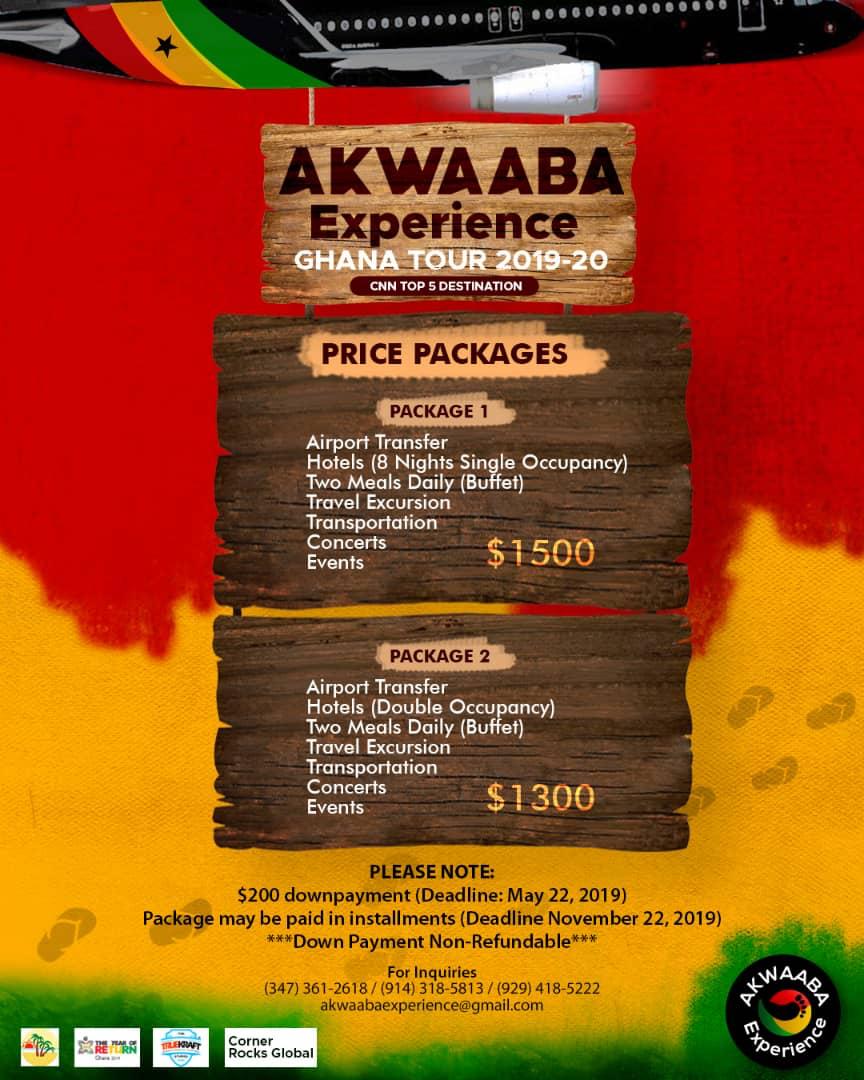 AKWAABA
Experience
GHANA TOUR 2019-20
CNN TOP 5 DESTINATION
PRICE PACKAGES
PACKAGE 1
Airport Transfer
Hotels (8 Nights Single Occupancy)
Two Meals Daily (Buffet)
Travel Excursion
Transportation
Concerts
Events
$1500
PACKAGE 2
Airport Transfer
Hotels (Double Occupancy)
Two Meals Daily (Buffet)
Travel Excursion
Transportation
Concerts
Events
$1300
PLEASE NOTE:
$200 downpayment (Deadline: May 22, 2019)
Package may be paid in installments (Deadline November 22, 2019)
***Down Payment Non-Refundable***
For Inquiries
(347) 361-2618 / (914) 318-5813 / (929) 418-5222
akwaabaexperience@gmail.com
AKWAABA
Experience
THE YEAR OF
RETURN
Ghana 2019
TRUEKRAFT
Corner
Rocks Global